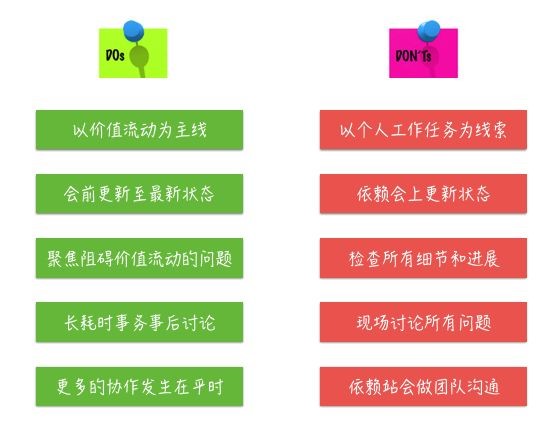 DOs
DON'Ts
以价值流动为主线
以个人工作任务为线索
会前更新至最新状态
依赖会上更新状态
聚焦阻碍价值流动的问题
检查所有细节和进展
长耗时事务事后讨论
现场讨论所有问题
更多的协作发生在平时
依赖站会做团队沟通